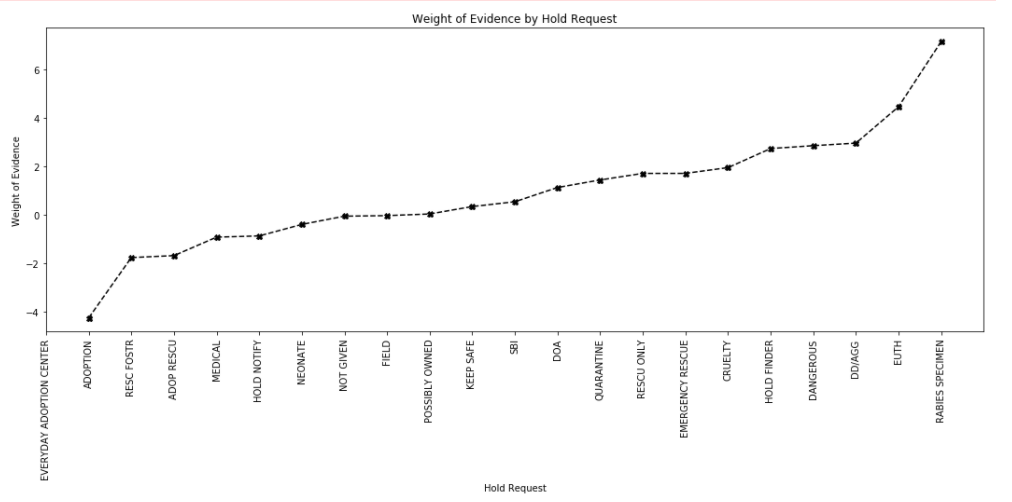 Weight of Evidence by Hold Request
Weight of Evidence
6
4
2
0
−2
−4
EVERYDAY ADOPTION CENTER
ADOPTION
RESC FOSTR
ADOP RESCU
MEDICAL
HOLD NOTIFY
NEONATE
NOT GIVEN
FIELD
POSSIBLY OWNED
KEEP SAFE
SBI
DOA
QUARANTINE
RESCU ONLY
EMERGENCY RESCUE
CRUELTY
HOLD FINDER
DANGEROUS
DD/AGG
EUTH
RABIES SPECIMEN
Hold Request